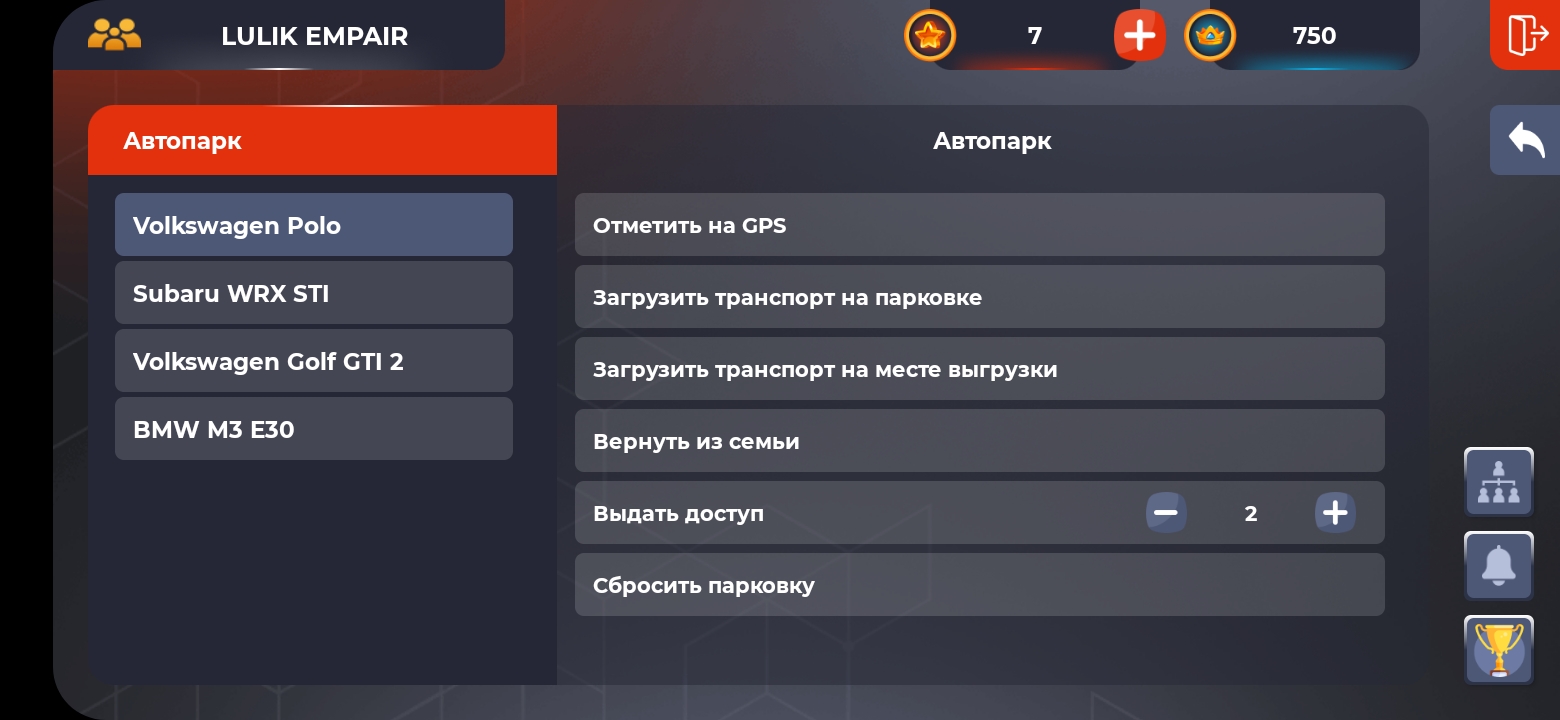 LULIK EMPAIR
7
750
Автопарк
Автопарк
Volkswagen Polo
Subaru WRX STI
Volkswagen Golf GTI 2
BMW M3 E30
Отметить на GPS
Загрузить транспорт на парковке
Загрузить транспорт на месте выгрузки
Вернуть из семьи
Выдать доступ
2
Сбросить парковку